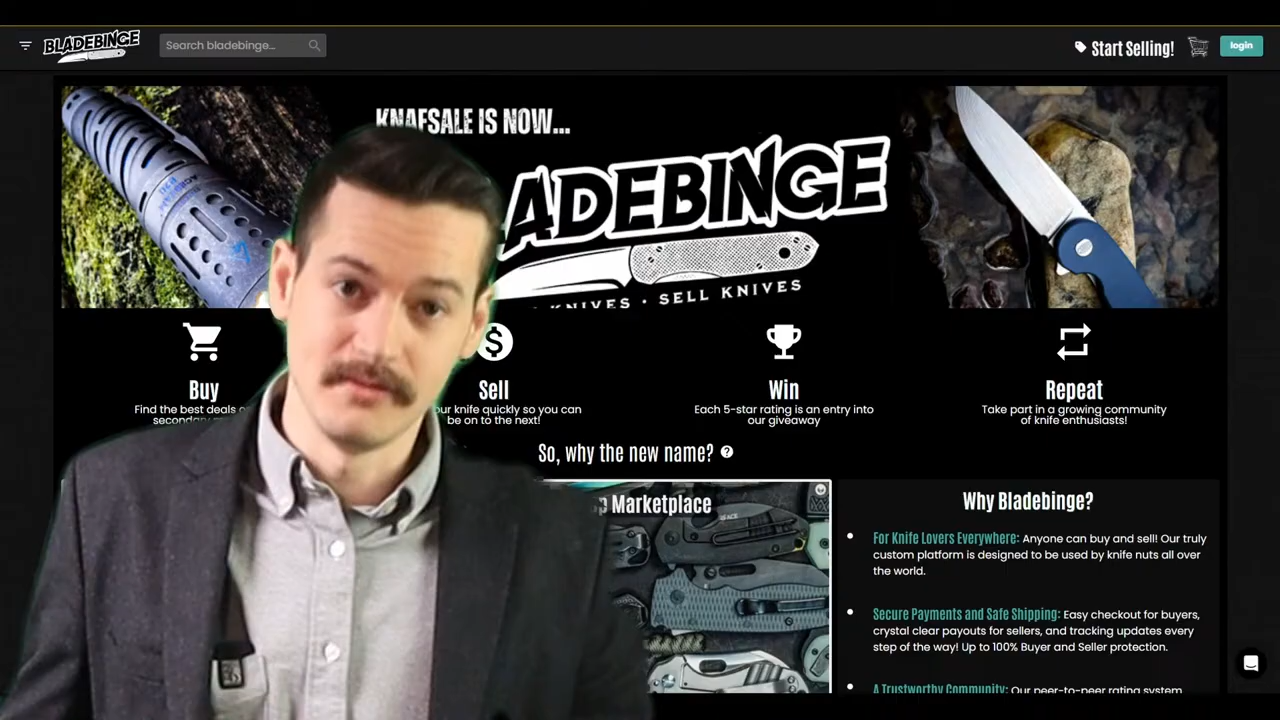 BLADEBINGE
Search bladebinge...
Start Selling!
login
KNAFSALE IS NOW...
ADEBINGE
KNIVES · SELL KNIVES
Buy
Find the best deals
Sell
our knife quickly so you can
be on to the next!
Win
Each 5-star rating is an entry into
our giveaway
Repeat
Take part in a growing community
of knife enthusiasts!
So, why the new name?
Marketplace
Why Bladebinge?
For Knife Lovers Everywhere: Anyone can buy and sell! Our truly
custom platform is designed to be used by knife nuts all over
the world.
Secure Payments and Safe Shipping: Easy checkout for buyers,
crystal clear payouts for sellers, and tracking updates every
step of the way! Up to 100% Buyer and Seller protection.
A Trustworthy Community: Our peer-to-peer rating system